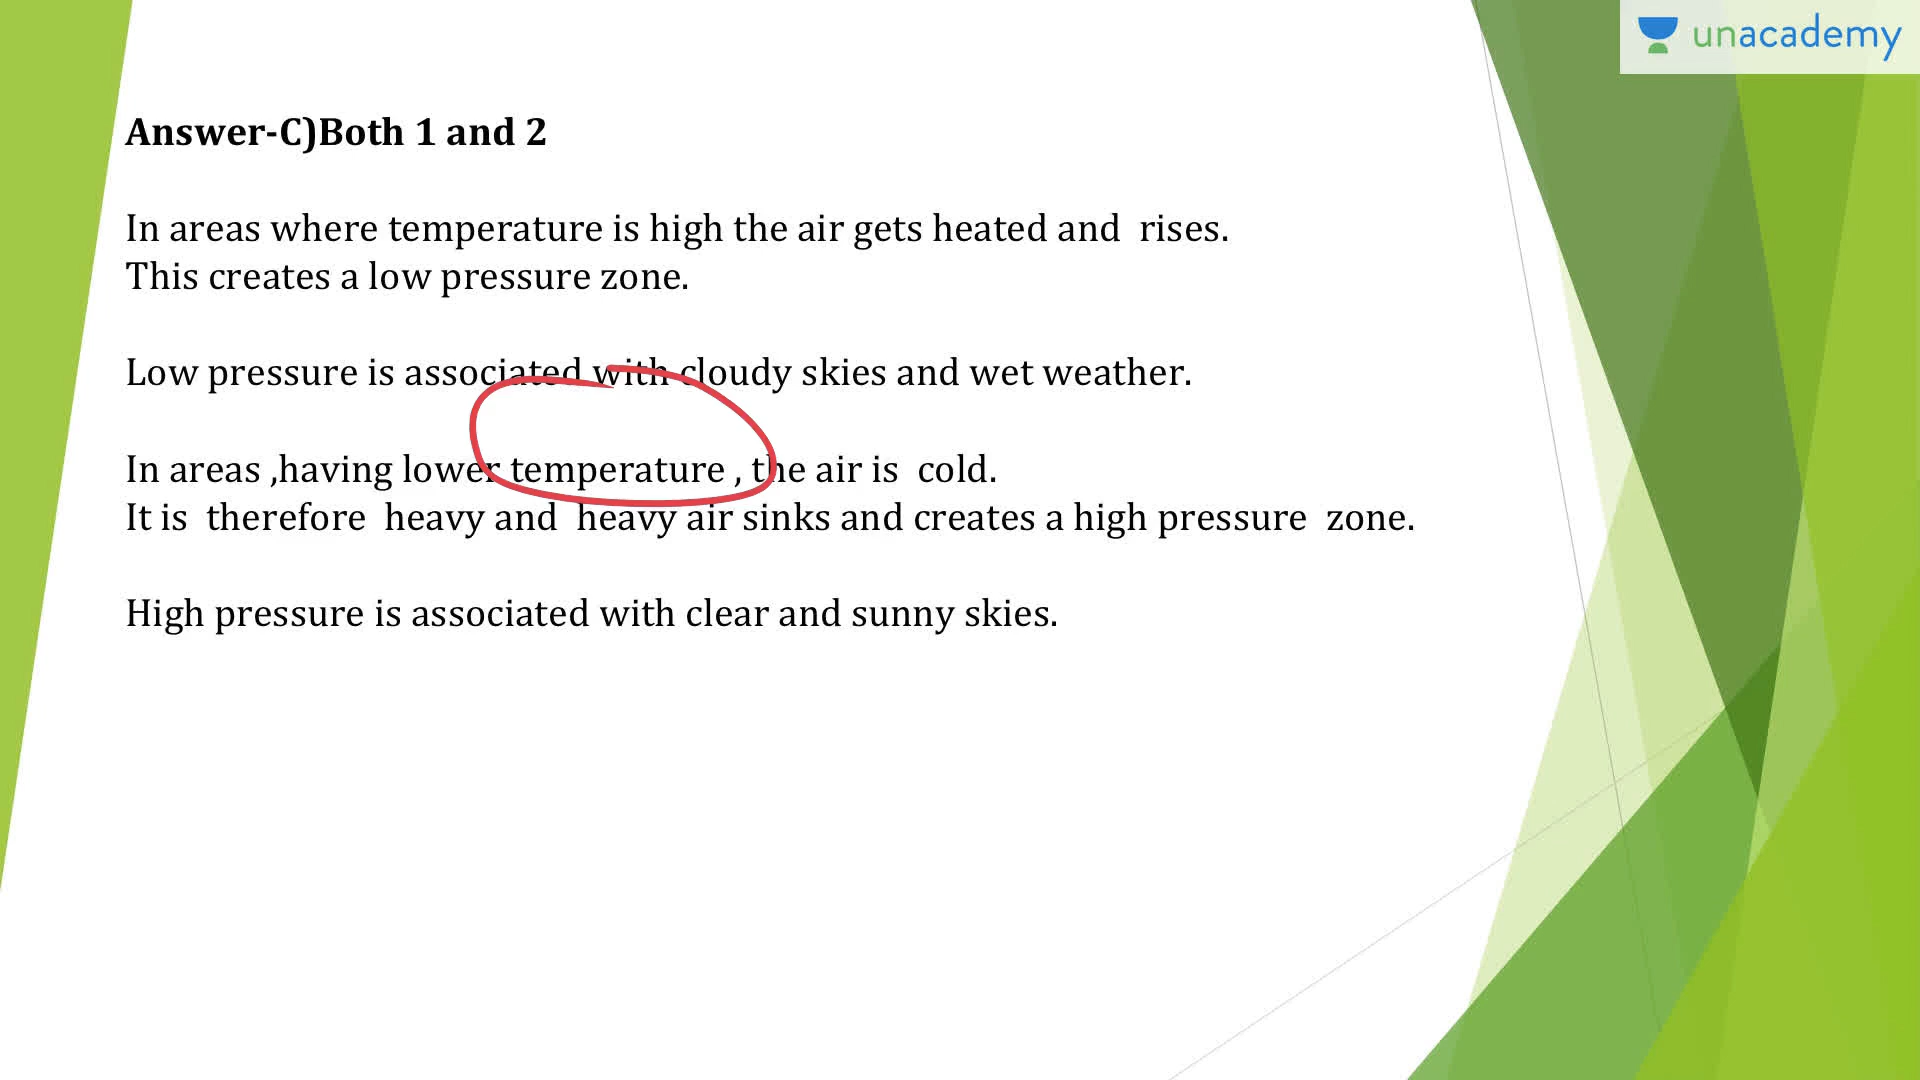 unacademy
Answer-C)Both 1 and 2
In areas where temperature is high the air gets heated and  rises.
This creates a low pressure zone.
Low pressure is associated with cloudy skies and wet weather.
In areas ,having lower temperature , the air is  cold.
It is  therefore  heavy and  heavy air sinks and creates a high pressure  zone.
High pressure is associated with clear and sunny skies.